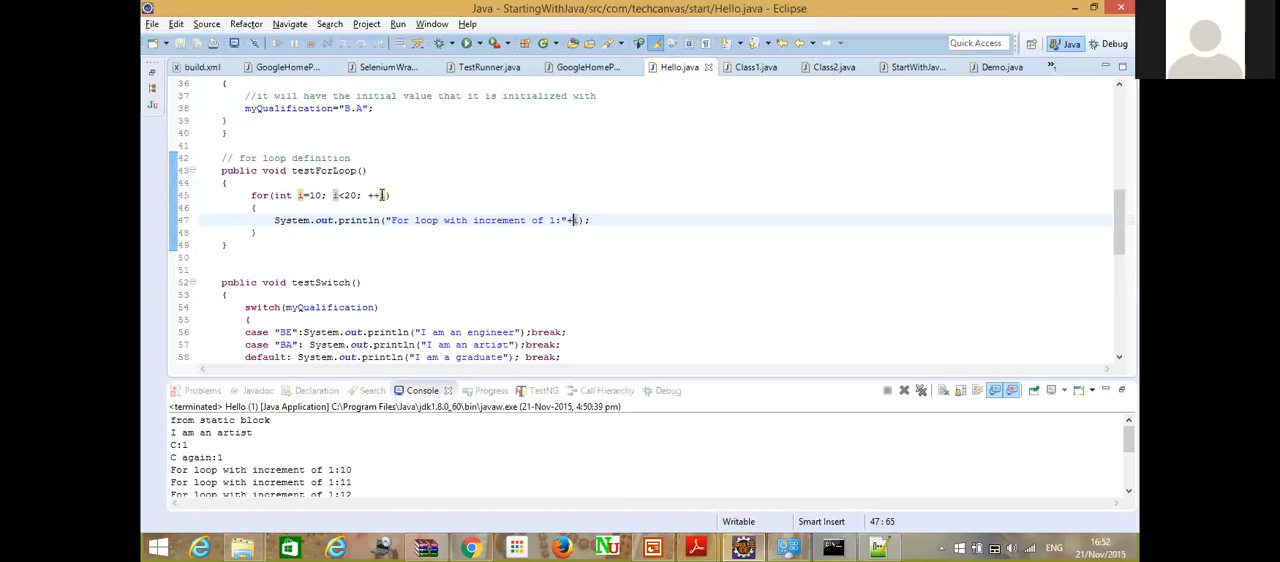 Java - StartingWithJava/src/com/techcanvas/start/Hello.java - Eclipse
File Edit Source Refactor Navigate Search Project Run Window Help
Quick Access Java Debug
build.xml GoogleHomeP... SeleniumWra... TestRunner.java GoogleHomeP... Hello.java Class1.java Class2.java StartWithJav... Demo.java
36 {
37 //it will have the initial value that it is initialized with
38 myQualification="B.A";
39 }
40 }
41
42 // for loop definition
43 public void testForLoop()
44 {
45 for(int i=10; i<20; ++i)
46 {
47 System.out.println("For loop with increment of 1:"+i);
48 }
49 }
50
51
52 public void testSwitch()
53 {
54 switch(myQualification)
55 {
56 case "BE":System.out.println("I am an engineer");break;
57 case "BA": System.out.println("I am an artist");break;
58 default: System.out.println("I am a graduate"); break;
Problems Javadoc Declaration Search Console Progress TestNG Call Hierarchy Debug
<terminated> Hello (1) [Java Application] C:\Program Files\Java\jdk1.8.0_60\bin\javaw.exe (21-Nov-2015, 4:50:39 pm)
from static block
I am an artist
C:1
C again:1
For loop with increment of 1:10
For loop with increment of 1:11
For loop with increment of 1:12
Writable Smart Insert 47 : 65
ENG 16:52
21/Nov/2015